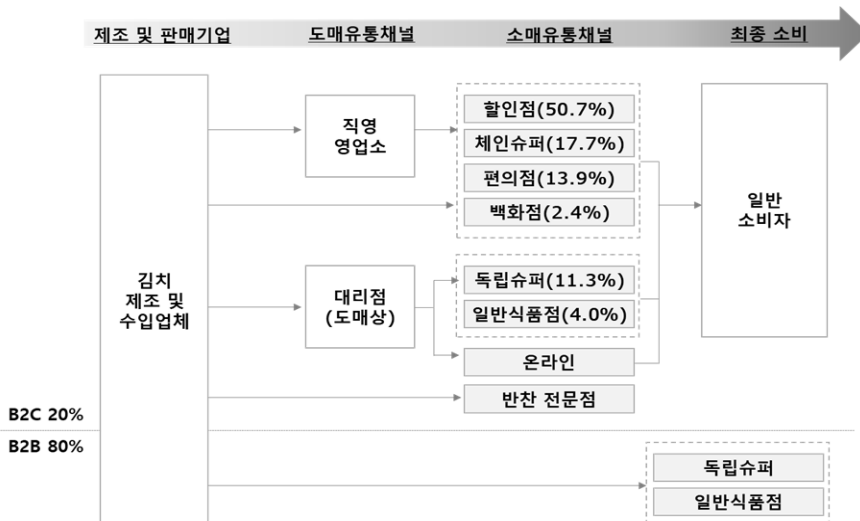 제조 및 판매기업
도매유통채널
소매유통채널
최종 소비
김치
제조 및
수입업체
직영
영업소
할인점(50.7%)
체인슈퍼(17.7%)
편의점(13.9%)
백화점(2.4%)
일반
소비자
대리점
(도매상)
독립슈퍼(11.3%)
일반식품점(4.0%)
온라인
반찬 전문점
B2C 20%
B2B 80%
독립슈퍼
일반식품점